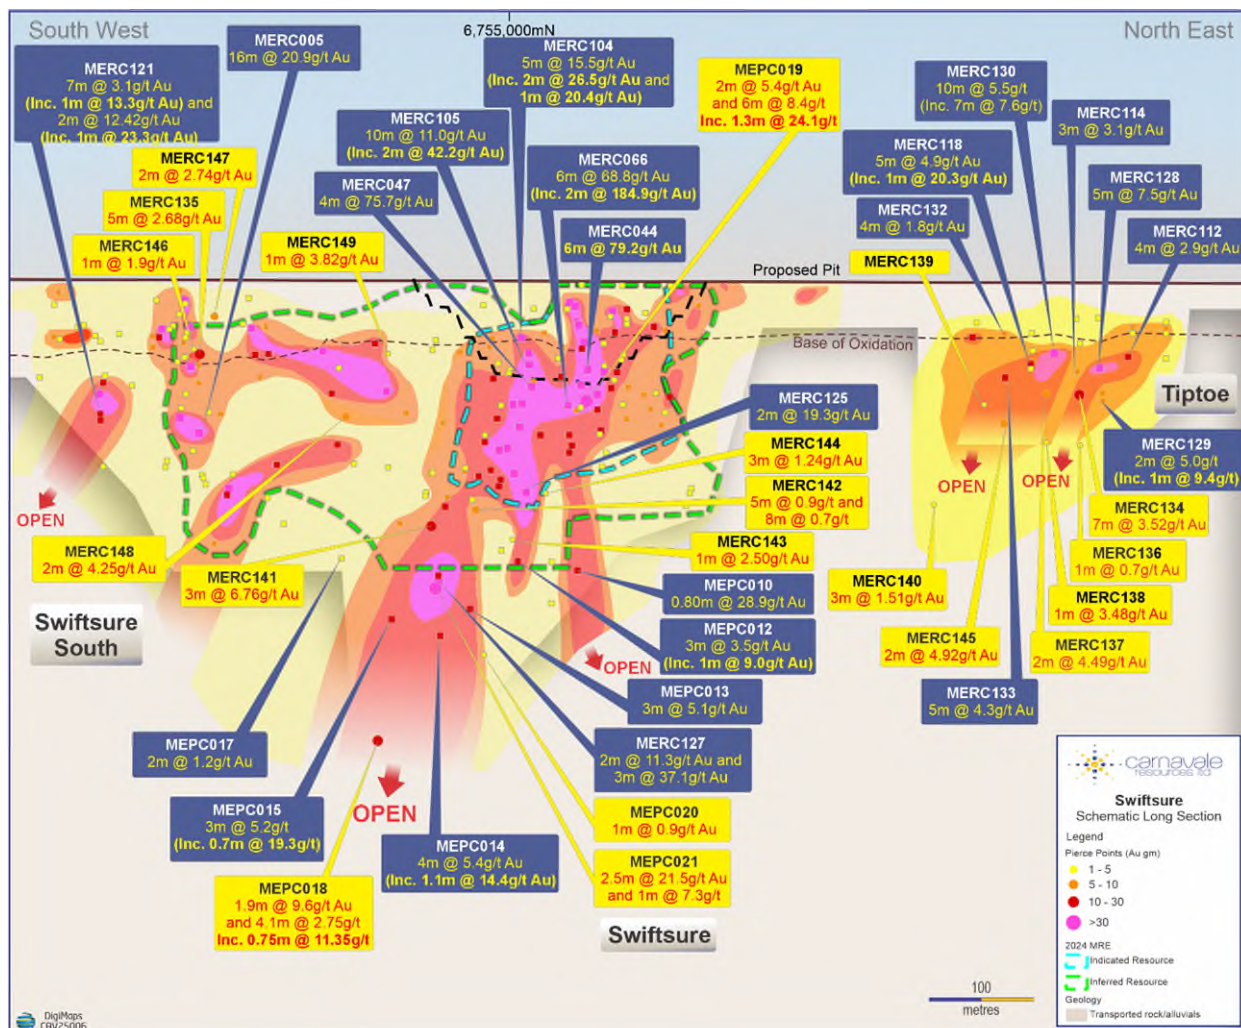 South West
6,755,000mN
North East
MERC005
16m @ 20.9g/t Au
MERC121
7m @ 3.1g/t Au
(Inc. 1m @ 13.3g/t Au) and
2m @ 12.42g/t Au
(Inc. 1m @ 23.3g/t Au)
MERC104
5m @ 15.5g/t Au
(Inc. 2m @ 26.5g/t Au and
1m @ 20.4g/t Au)
MEPC019
2m @ 5.4g/t Au
and 6m @ 8.4g/t
Inc. 1.3m @ 24.1g/t
MERC130
10m @ 5.5g/t
(Inc. 7m @ 7.6g/t)
MERC114
3m @ 3.1g/t Au
MERC105
10m @ 11.0g/t Au
(Inc. 2m @ 42.2g/t Au)
MERC118
5m @ 4.9g/t Au
(Inc. 1m @ 20.3g/t Au)
MERC147
2m @ 2.74g/t Au
MERC066
6m @ 68.8g/t Au
(Inc. 2m @ 184.9g/t Au)
MERC128
5m @ 7.5g/t Au
MERC047
4m @ 75.7g/t Au
MERC135
5m @ 2.68g/t Au
MERC132
4m @ 1.8g/t Au
MERC112
4m @ 2.9g/t Au
MERC044
6m @ 79.2g/t Au
MERC146
1m @ 1.9g/t Au
MERC149
1m @ 3.82g/t Au
MERC139
Proposed Pit
Base of Oxidation
Tiptoe
MERC125
2m @ 19.3g/t Au
MERC144
3m @ 1.24g/t Au
MERC129
2m @ 5.0g/t
(Inc. 1m @ 9.4g/t)
MERC142
5m @ 0.9g/t and
8m @ 0.7g/t
OPEN
OPEN
OPEN
MERC134
7m @ 3.52g/t Au
MERC148
2m @ 4.25g/t Au
MERC143
1m @ 2.50g/t Au
MERC136
1m @ 0.7g/t Au
MERC141
3m @ 6.76g/t Au
MEPC010
0.80m @ 28.9g/t Au
MERC140
3m @ 1.51g/t Au
MERC138
1m @ 3.48g/t Au
Swiftsure
South
MEPC012
3m @ 3.5g/t Au
(Inc. 1m @ 9.0g/t Au)
MERC145
2m @ 4.92g/t Au
MERC137
2m @ 4.49g/t Au
OPEN
MEPC013
3m @ 5.1g/t Au
MERC133
5m @ 4.3g/t Au
MEPC017
2m @ 1.2g/t Au
MERC127
2m @ 11.3g/t Au and
3m @ 37.1g/t Au
OPEN
MEPC015
3m @ 5.2g/t
(Inc. 0.7m @ 19.3g/t)
MEPC020
1m @ 0.9g/t Au
MEPC014
4m @ 5.4g/t Au
(Inc. 1.1m @ 14.4g/t Au)
MEPC021
2.5m @ 21.5g/t Au
and 1m @ 7.3g/t
MEPC018
1.9m @ 9.6g/t Au
and 4.1m @ 2.75g/t
Inc. 0.75m @ 11.35g/t
Swiftsure
carnavale
resources ltd
Swiftsure
Schematic Long Section
Legend
Pierce Points (Au gm)
1 - 5
5 - 10
10 - 30
>30
2024 MRE
Indicated Resource
Inferred Resource
Geology
Transported rock/alluvials
100
metres
DigiMaps
CRV25006